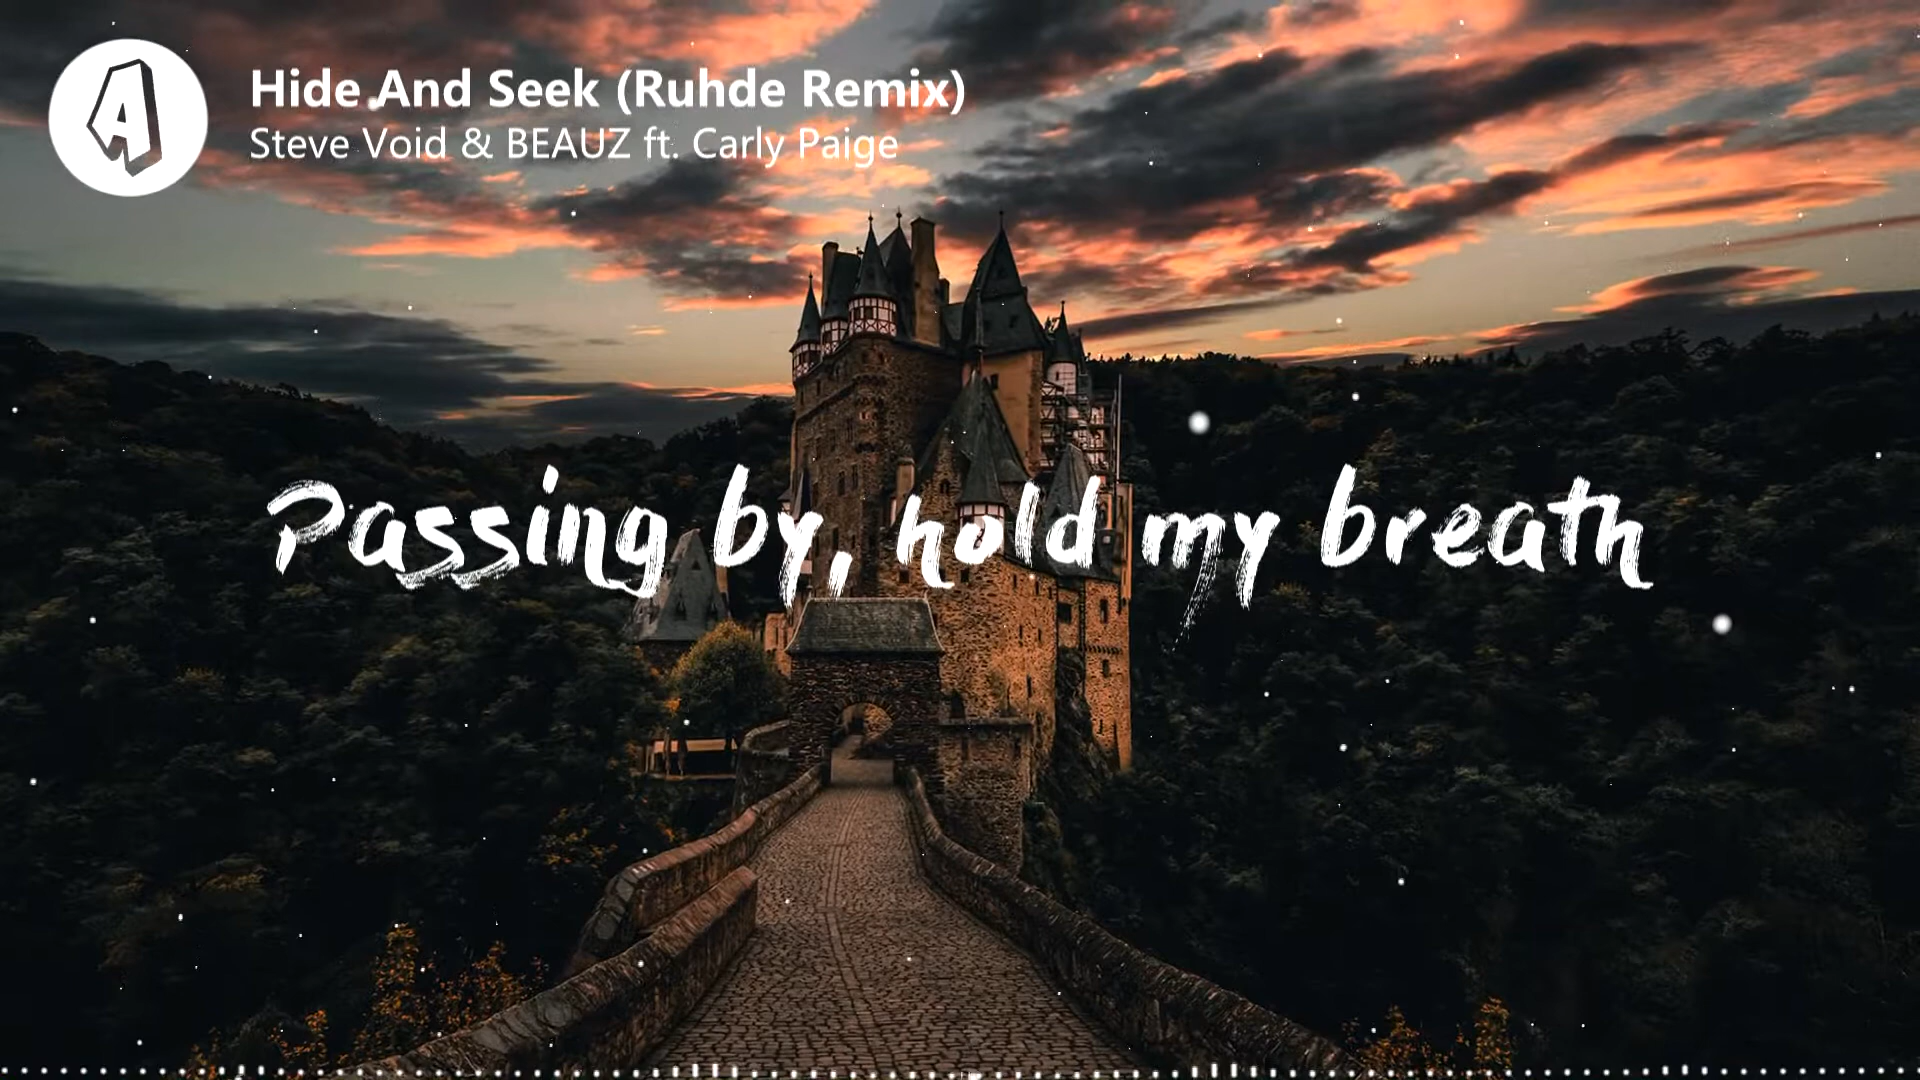 A
Hide And Seek (Ruhde Remix)
Steve Void & BEAUZ ft. Carly Paige
Passing by, hold my breath